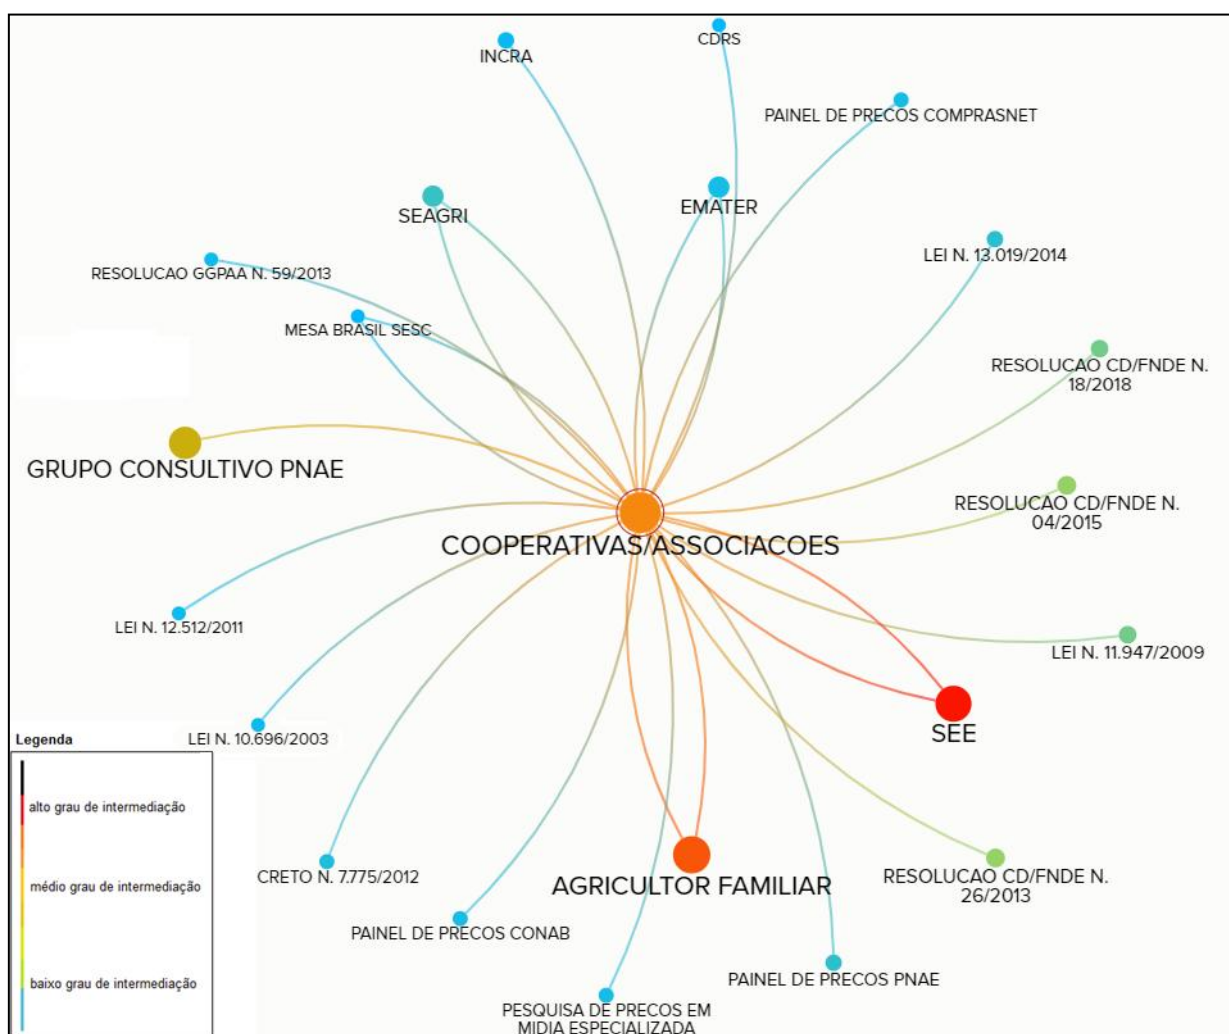 CDRS
INCRA
PAINEL DE PRECOS COMPRASNET
EMATER
SEAGRI
LEI N. 13.019/2014
RESOLUCAO GGPAA N. 59/2013
MESA BRASIL SESC
RESOLUCAO CD/FNDE N.
18/2018
GRUPO CONSULTIVO PNAE
RESOLUCAO CD/FNDE N.
04/2015
COOPERATIVAS/ASSOCIACOES
LEI N. 12.512/2011
LEI N. 11.947/2009
SEE
LEI N. 10.696/2003
CRETO N. 7.775/2012
AGRICULTOR FAMILIAR
RESOLUCAO CD/FNDE N.
26/2013
PAINEL DE PRECOS CONAB
PAINEL DE PRECOS PNAE
PESQUISA DE PRECOS EM
MIDIA ESPECIALIZADA
Legenda
alto grau de intermediação
médio grau de intermediação
baixo grau de intermediação